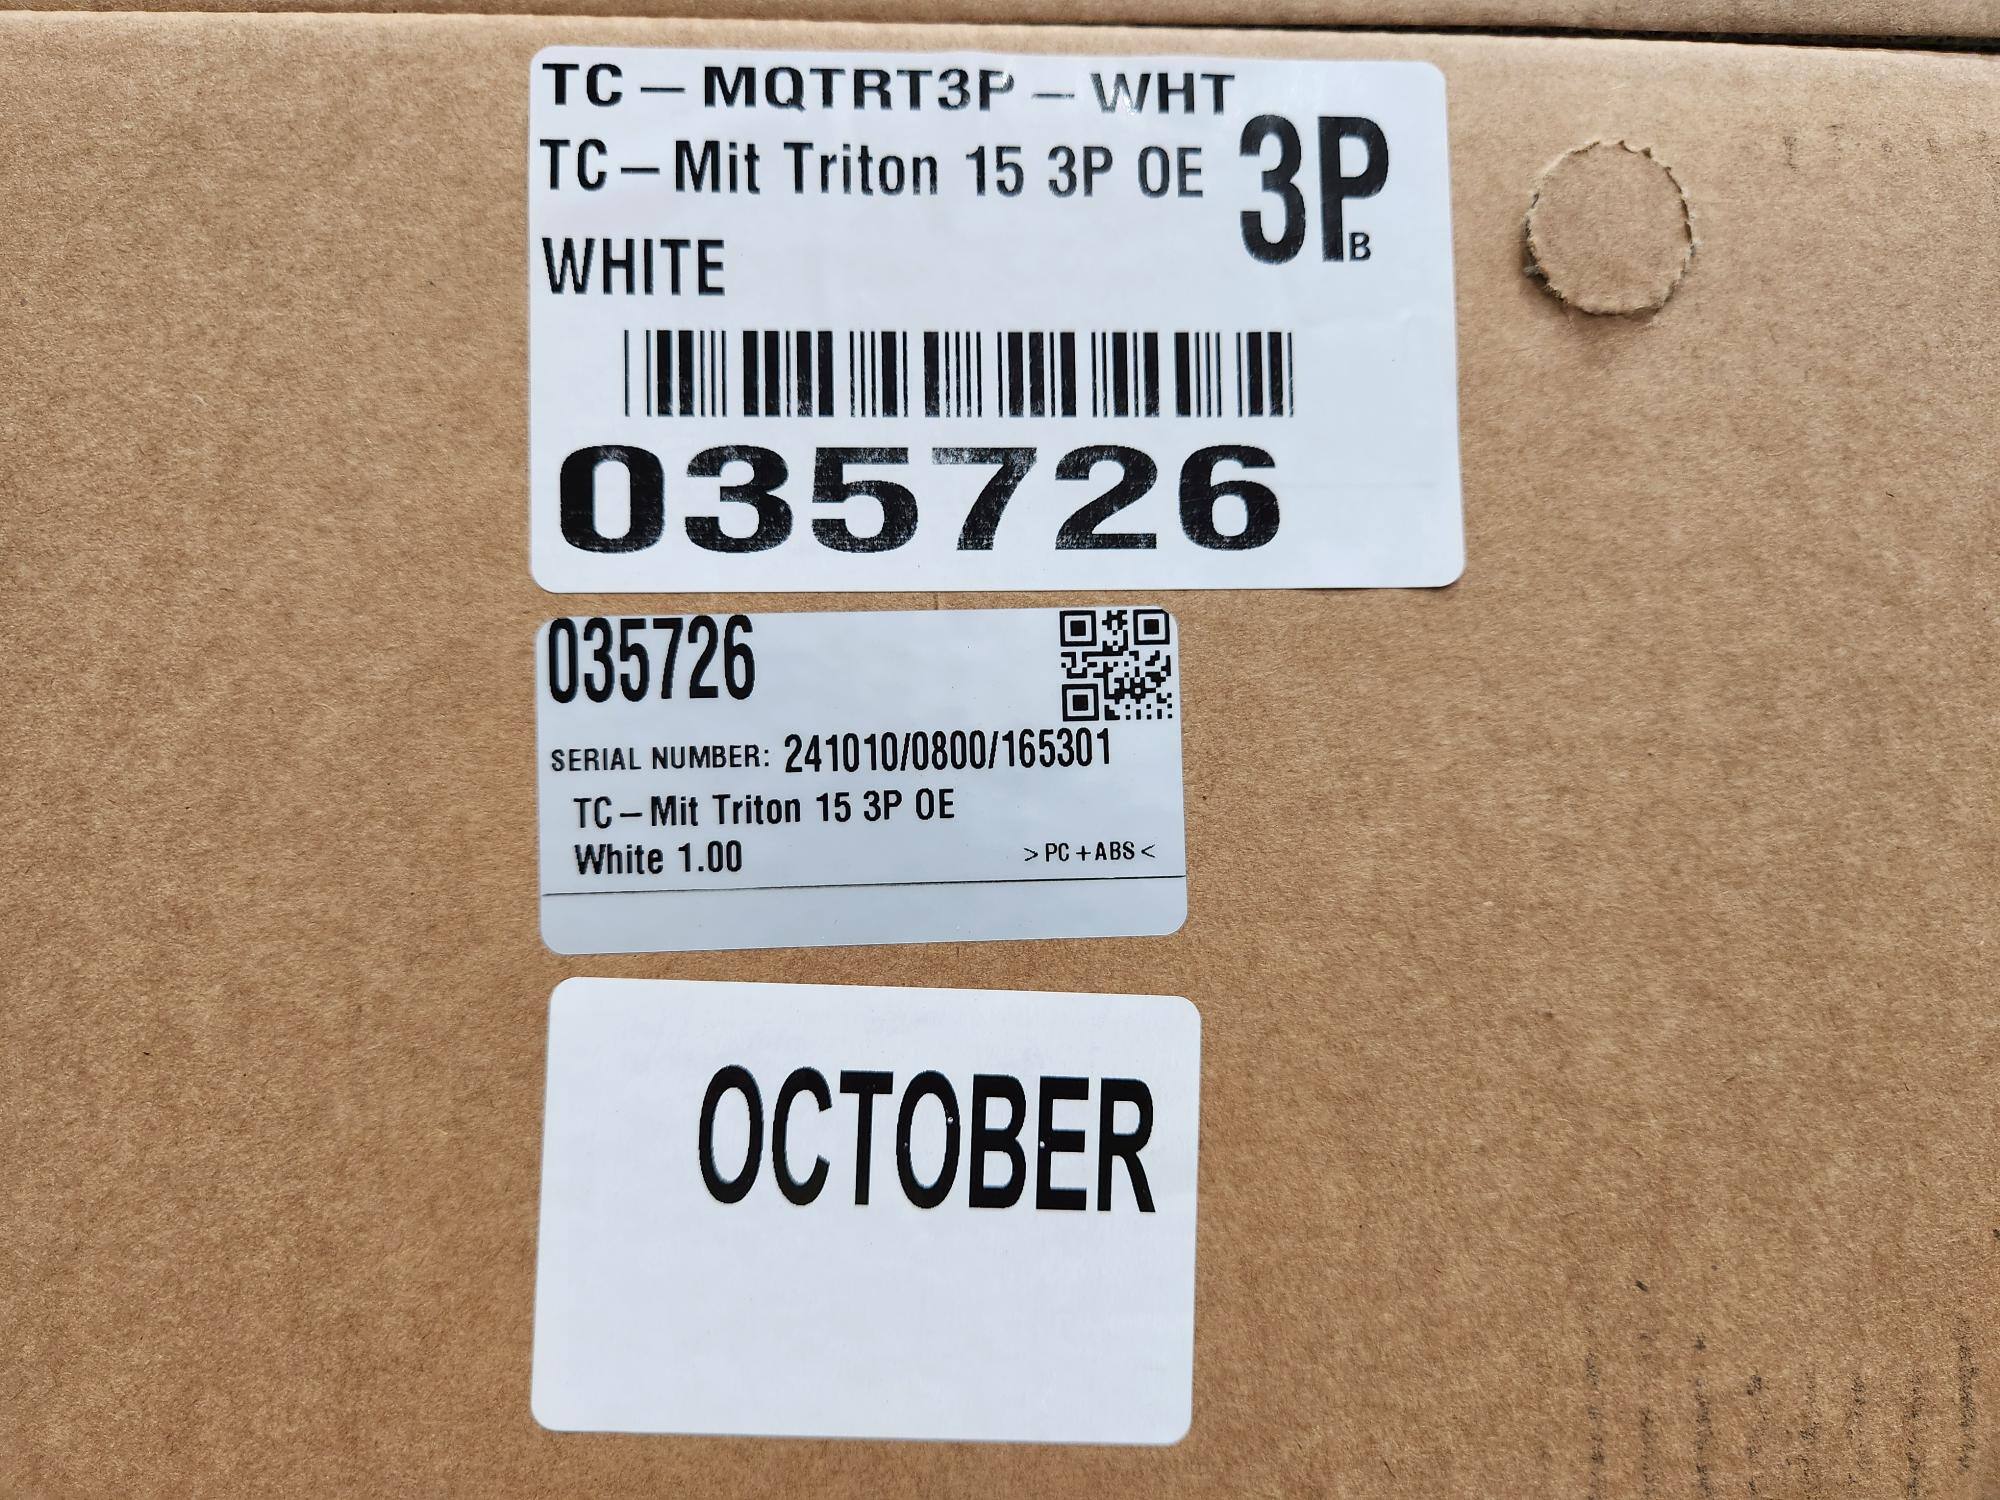 TC-MQTRT3P-WHT
TC-Mit Triton 15 3P OE
3P
B
WHITE
035726
035726
SERIAL NUMBER: 241010/0800/165301
TC-Mit Triton 15 3P OE
White 1.00
>PC+ABS<
OCTOBER